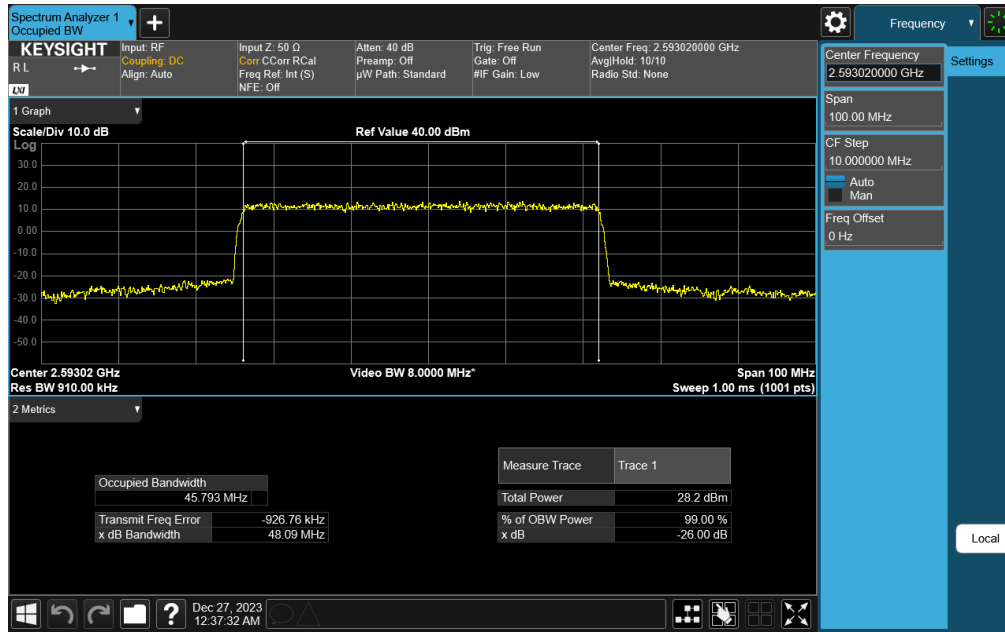 Spectrum Analyzer 1
Occupied BW
Frequency
KEYSIGHT
R L
LXI
Input: RF
Coupling: DC
Align: Auto
Input Z: 50 Ω
Corr CCorr RCal
Freq Ref: Int (S)
NFE: Off
Atten: 40 dB
Preamp: Off
µW Path: Standard
Trig: Free Run
Gate: Off
#IF Gain: Low
Center Freq: 2.593020000 GHz
Avg|Hold: 10/10
Radio Std: None
Center Frequency
2.593020000 GHz
Settings
Span
100.00 MHz
CF Step
10.000000 MHz
Auto
Man
Freq Offset
0 Hz
Local
1 Graph
Scale/Div 10.0 dB
Ref Value 40.00 dBm
Log
30.0
20.0
10.0
0.00
-10.0
-20.0
-30.0
-40.0
-50.0
Center 2.59302 GHz
Video BW 8.0000 MHz*
Span 100 MHz
Res BW 910.00 kHz
Sweep 1.00 ms (1001 pts)
2 Metrics
Measure Trace Trace 1
Occupied Bandwidth
45.793 MHz
Total Power 28.2 dBm
Transmit Freq Error -926.76 kHz
% of OBW Power 99.00 %
x dB Bandwidth 48.09 MHz
x dB -26.00 dB
Dec 27, 2023
12:37:32 AM